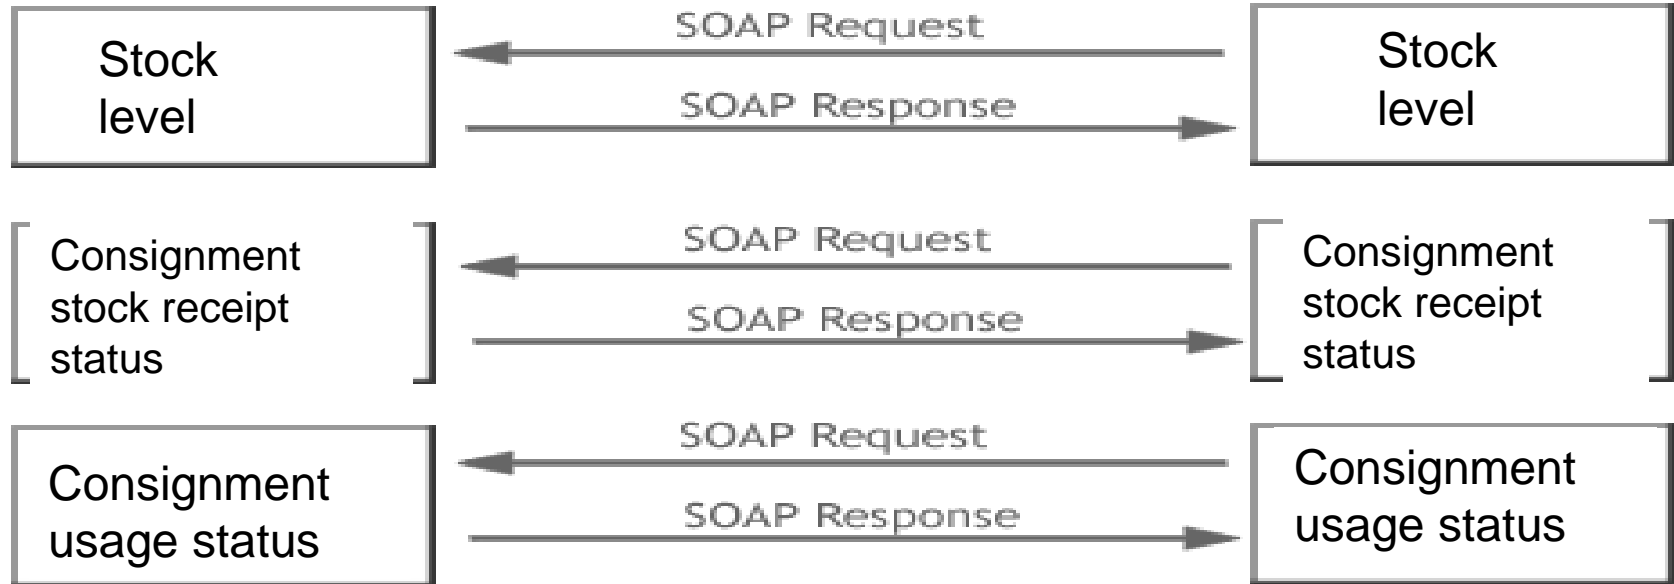 Stock
level
SOAP Request
SOAP Response
Stock
level
Consignment
stock receipt
status
SOAP Request
SOAP Response
Consignment
stock receipt
status
Consignment
usage status
SOAP Request
SOAP Response
Consignment
usage status